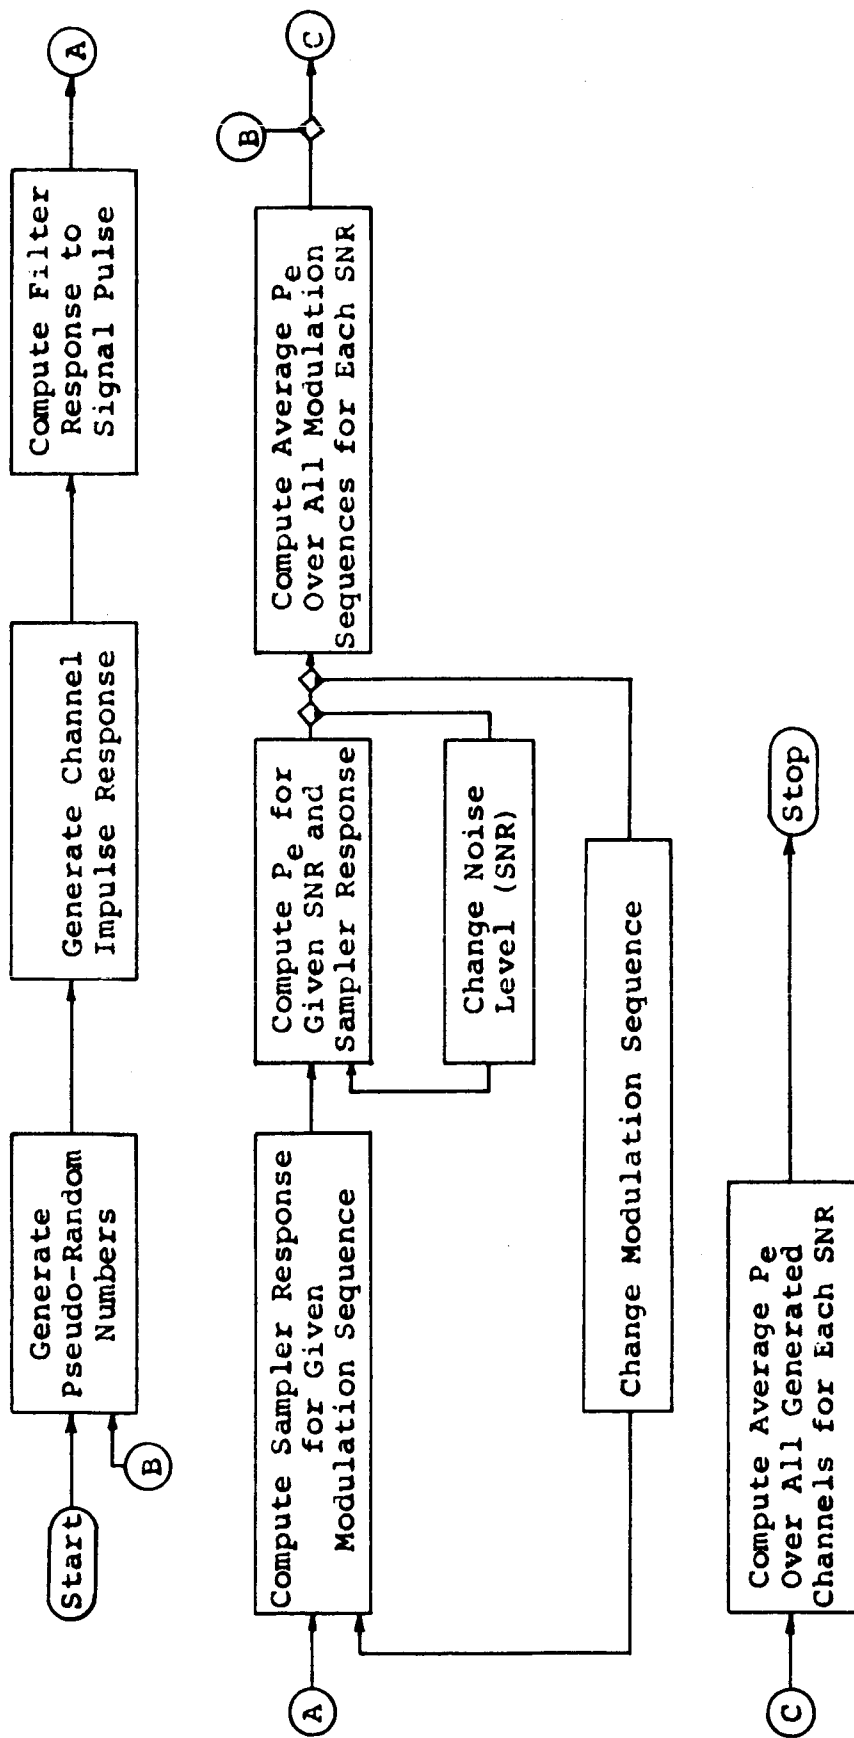 Start
B
Generate
Pseudo-Random
Numbers
Generate Channel
Impulse Response
Compute Filter
Response to
Signal Pulse
A
A
Compute Sampler Response
for Given
Modulation Sequence
Compute Pe for
Given SNR and
Sampler Response
Change Noise
Level (SNR)
Change Modulation Sequence
Compute Average Pe
Over All Modulation
Sequences for Each SNR
B
C
C
Compute Average Pe
Over All Generated
Channels for Each SNR
Stop